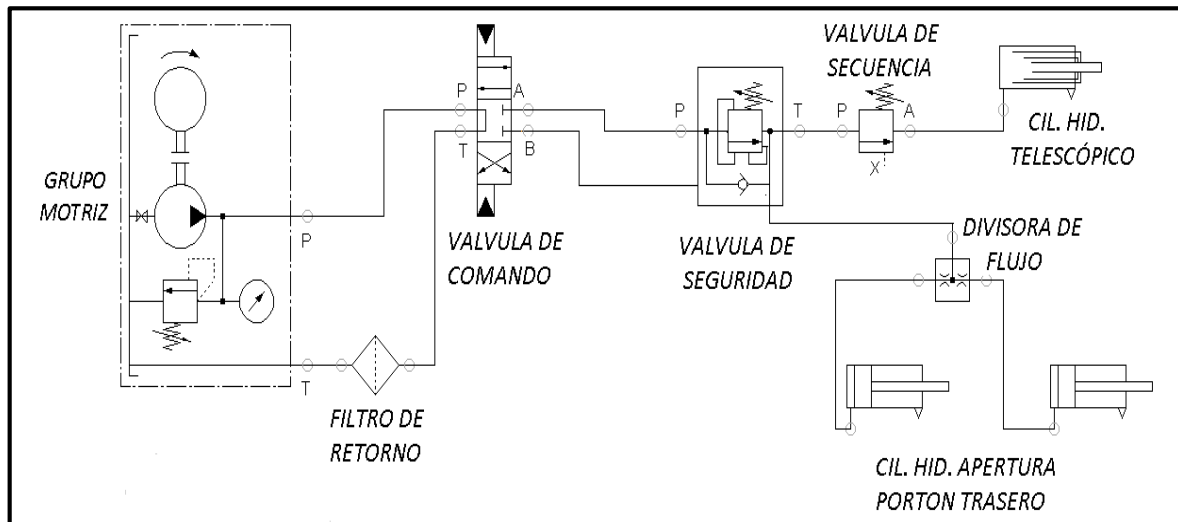 VALVULA DE
SECUENCIA
P
A
T
B
P
T
P
A
X
CIL. HID.
TELESCÓPICO
GRUPO
MOTRIZ
P
VALVULA DE
COMANDO
VALVULA DE
SEGURIDAD
DIVISORA DE
FLUJO
T
FILTRO DE
RETORNO
CIL. HID. APERTURA
PORTON TRASERO